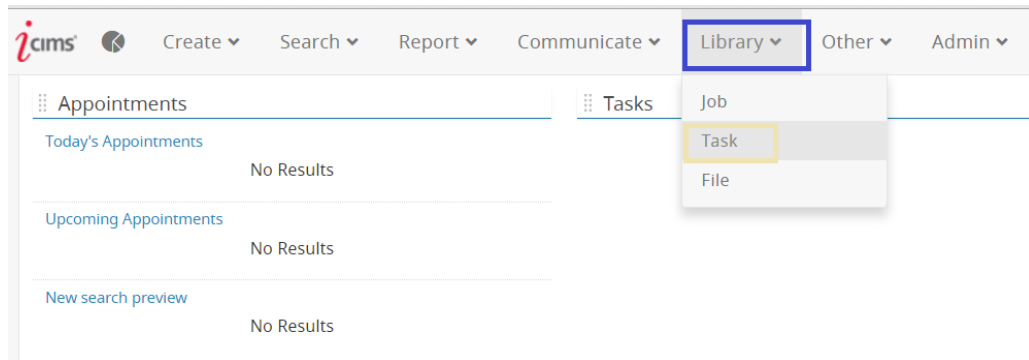 icims Create Search Report Communicate Library Other Admin
Appointments Tasks Job
Today's Appointments Task
No Results File
Upcoming Appointments
No Results
New search preview
No Results